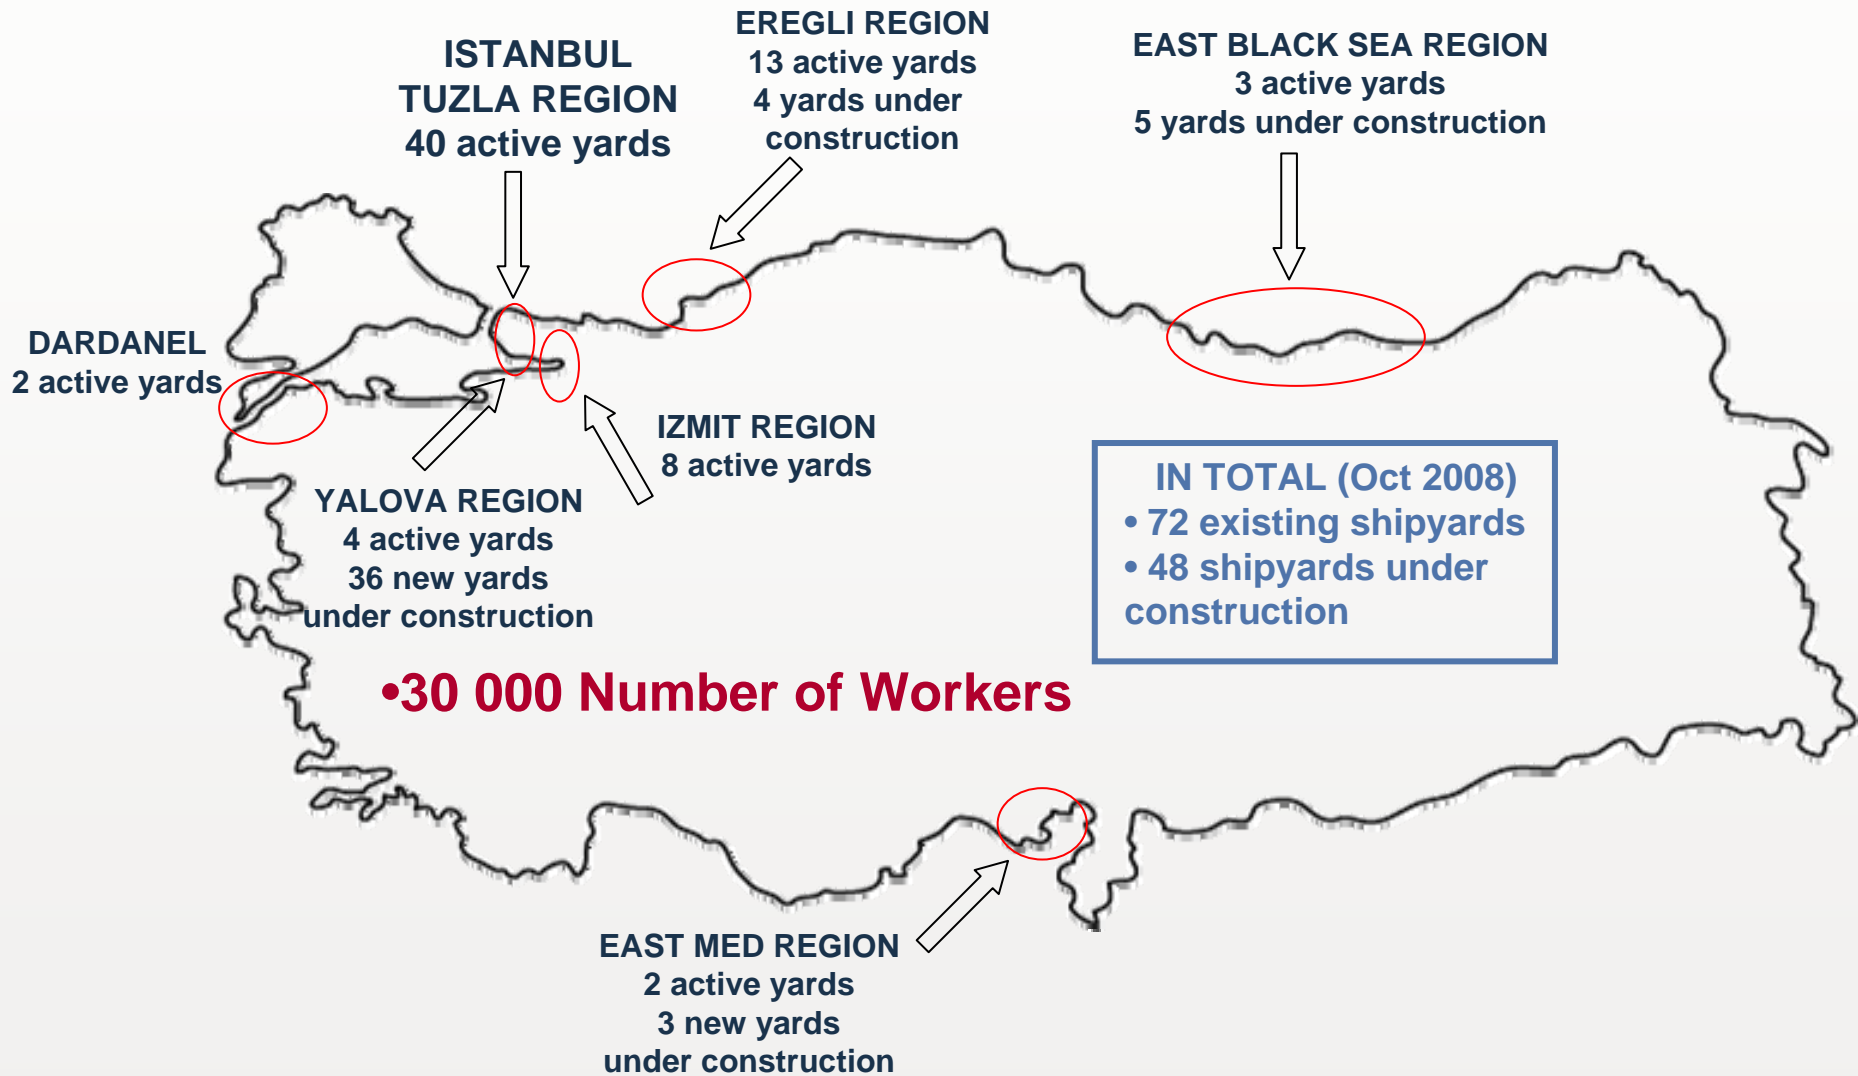 ISTANBUL
TUZLA REGION
40 active yards
EREGLI REGION
13 active yards
4 yards under
construction
EAST BLACK SEA REGION
3 active yards
5 yards under construction
DARDANEL
2 active yards
IZMIT REGION
8 active yards
YALOVA REGION
4 active yards
36 new yards
under construction
IN TOTAL (Oct 2008)
• 72 existing shipyards
• 48 shipyards under
construction
•30 000 Number of Workers
EAST MED REGION
2 active yards
3 new yards
under construction